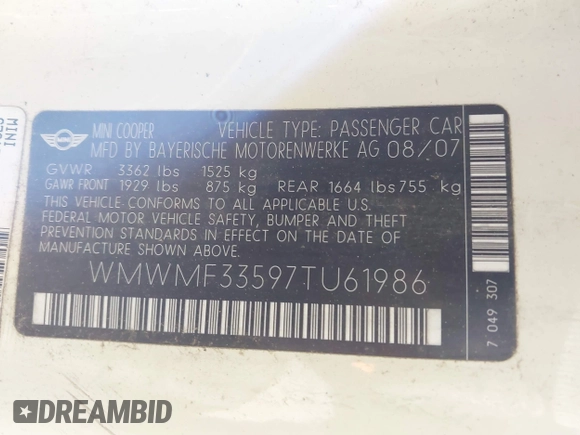 MINI
MINI COOPER VEHICLE TYPE: PASSENGER CAR
MFD BY BAYERISCHE MOTORENWERKE AG 08/07
GVWR 3362 lbs 1525 kg
GAWR FRONT 1929 lbs 875 kg REAR 1664 lbs 755 kg
THIS VEHICLE CONFORMS TO ALL APPLICABLE U.S.
FEDERAL MOTOR VEHICLE SAFETY, BUMPER AND THEFT
PREVENTION STANDARDS IN EFFECT ON THE DATE OF
MANUFACTURE SHOWN ABOVE.
WMWMF33597TU61986
7 049 307
DREAMBID